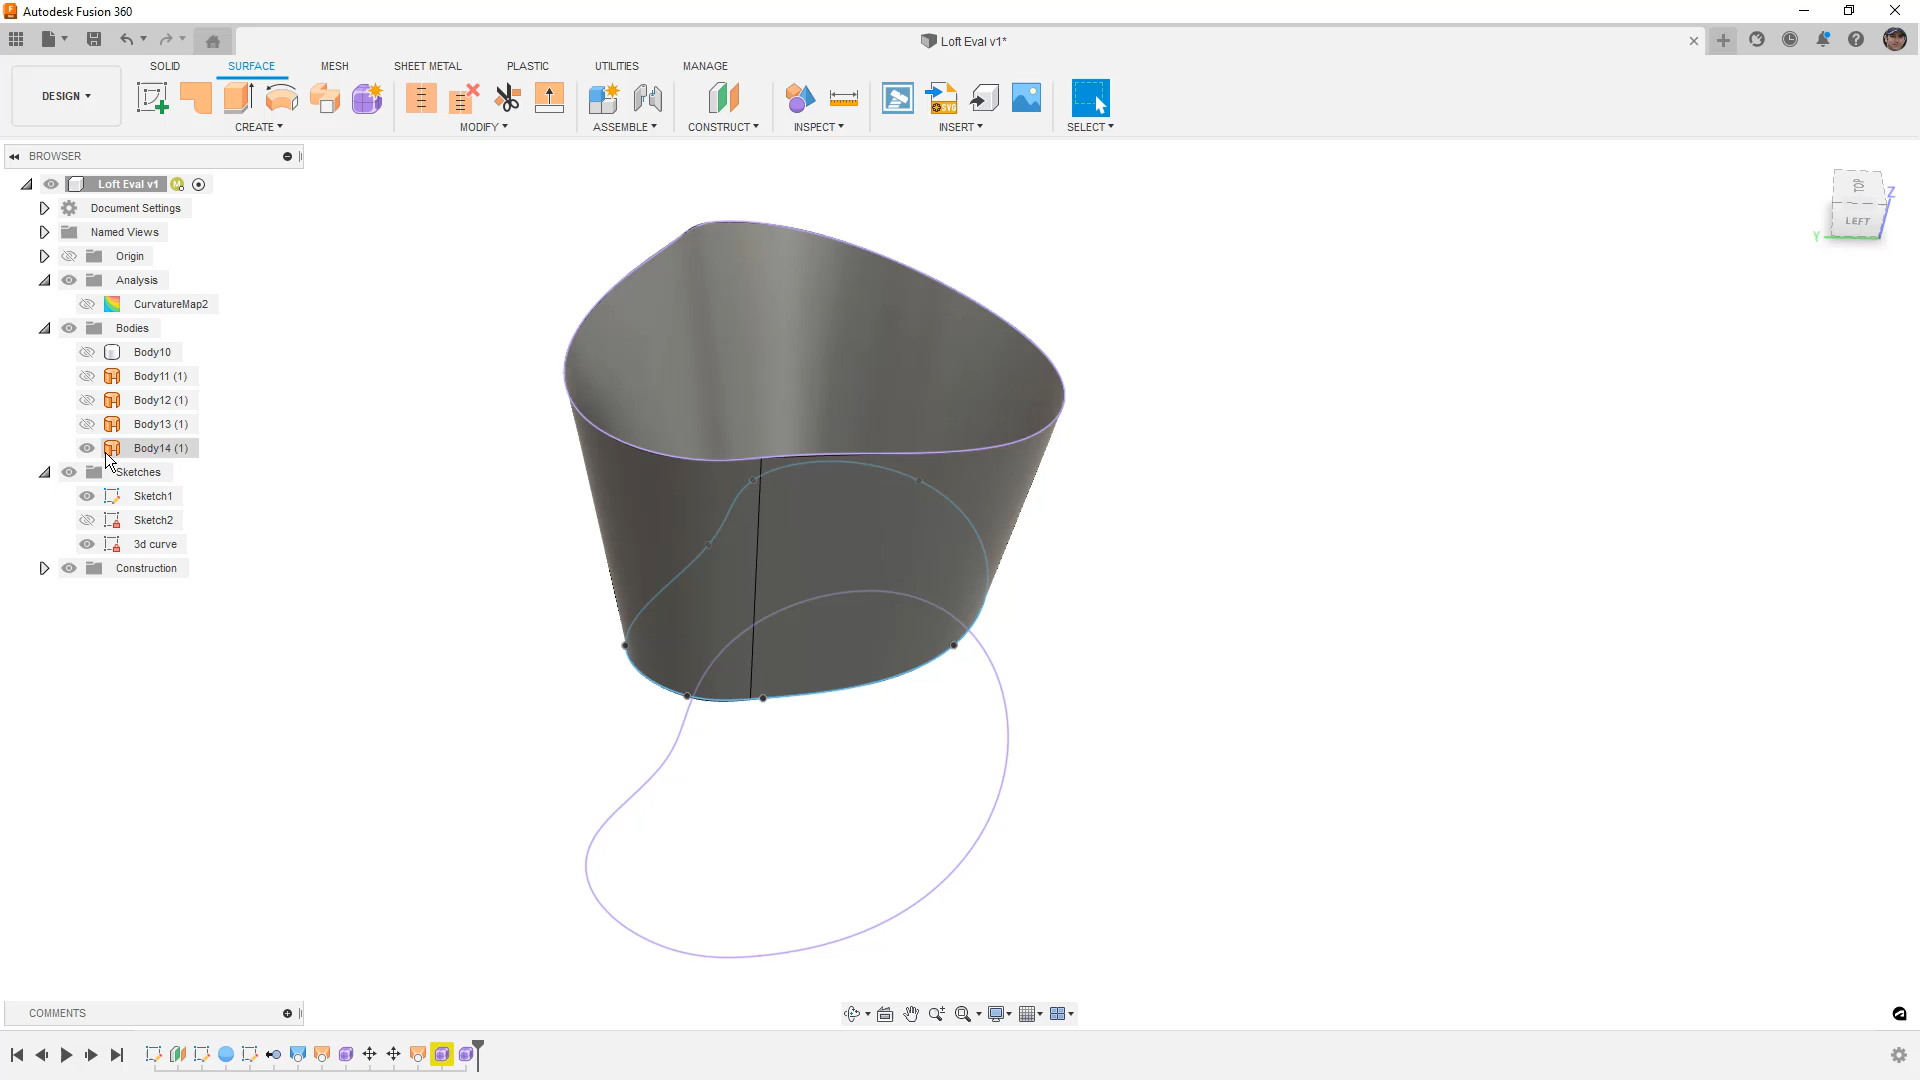 Autodesk Fusion 360
Loft Eval v1*
SOLID SURFACE MESH SHEET METAL PLASTIC UTILITIES MANAGE
DESIGN
SVG
CREATE MODIFY ASSEMBLE CONSTRUCT INSPECT INSERT SELECT
BROWSER
Loft Eval v1
Document Settings
Named Views
Origin
Analysis
CurvatureMap2
Bodies
Body10
Body11 (1)
Body12 (1)
Body13 (1)
Body14 (1)
Sketches
Sketch1
Sketch2
3d curve
Construction
TOP
LEFT
Z
Y
COMMENTS